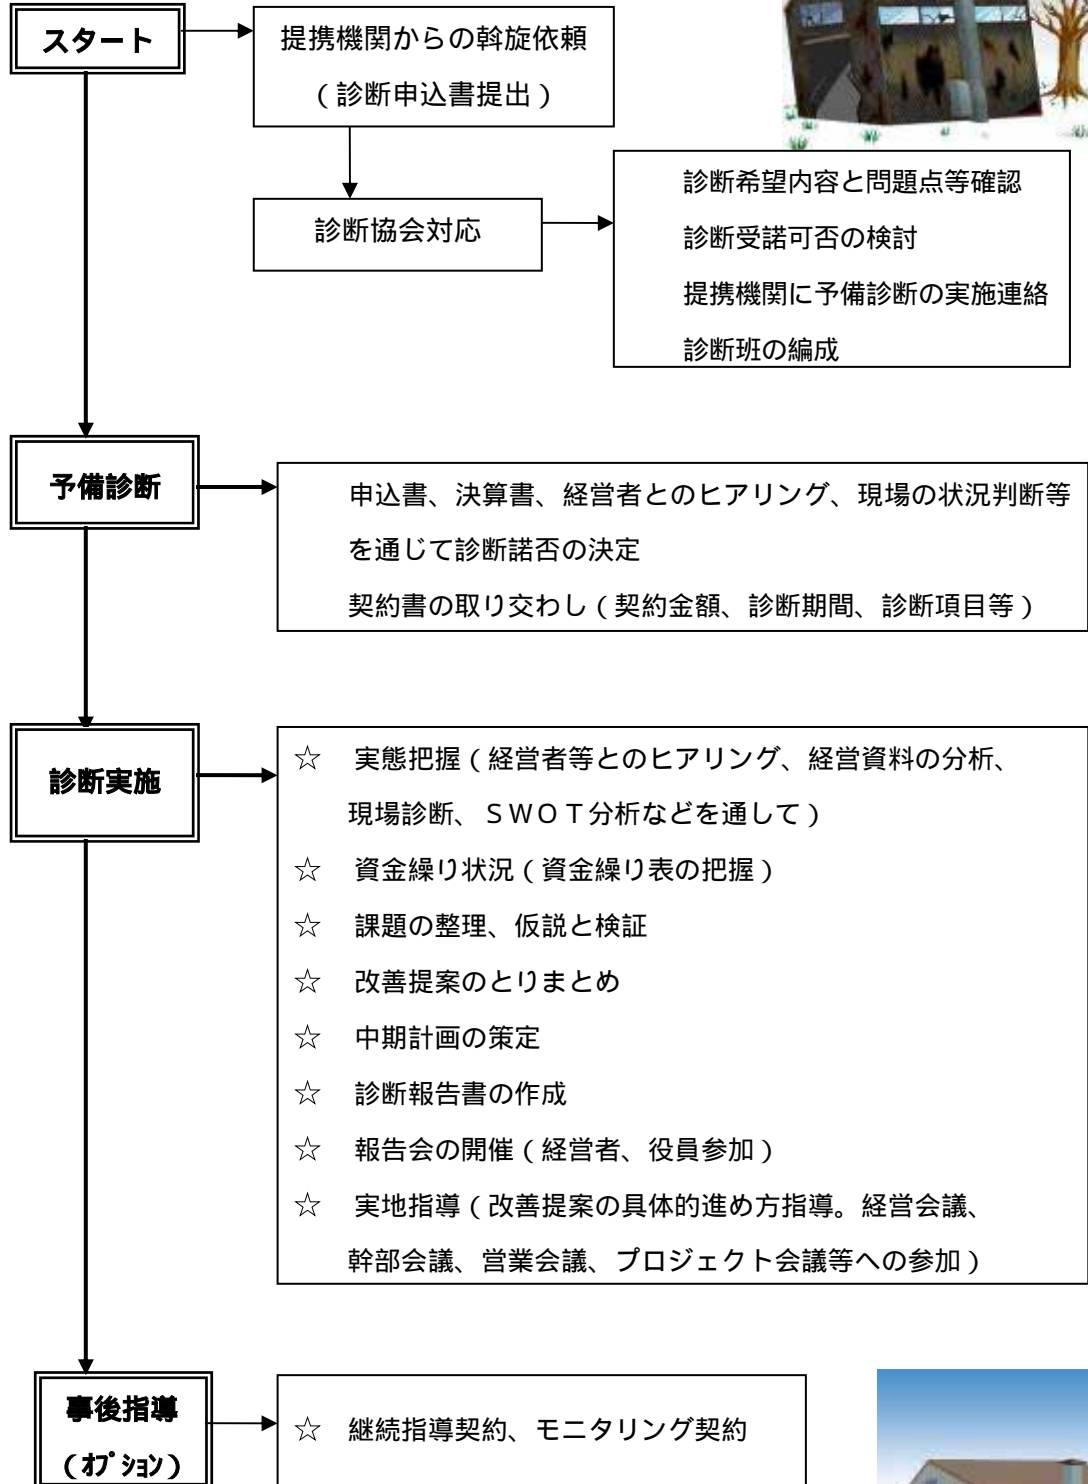 スタート
提携機関からの斡旋依頼
(診断申込書提出)
診断協会対応
診断希望内容と問題点等確認
診断受諾可否の検討
提携機関に予備診断の実施連絡
診断班の編成
予備診断
申込書、決算書、経営者とのヒアリング、現場の状況判断等
を通じて診断諾否の決定
契約書の取り交わし(契約金額、診断期間、診断項目等)
診断実施
☆ 実態把握(経営者等とのヒアリング、経営資料の分析、
現場診断、SWOT分析などを通して)
☆ 資金繰り状況(資金繰り表の把握)
☆ 課題の整理、仮説と検証
☆ 改善提案のとりまとめ
☆ 中期計画の策定
☆ 診断報告書の作成
☆ 報告会の開催(経営者、役員参加)
☆ 実地指導(改善提案の具体的進め方指導。経営会議、
幹部会議、営業会議、プロジェクト会議等への参加)
事後指導
(オプション)
☆ 継続指導契約、モニタリング契約